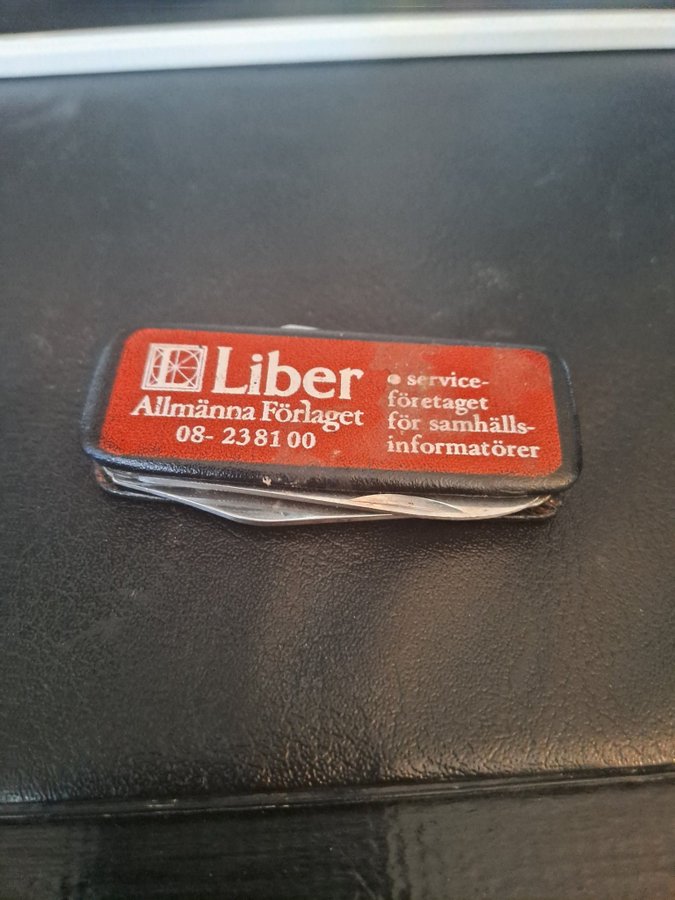 Liber
Allmänna Förlaget
08- 238100
service-
företaget
för samhälls-
informatörer